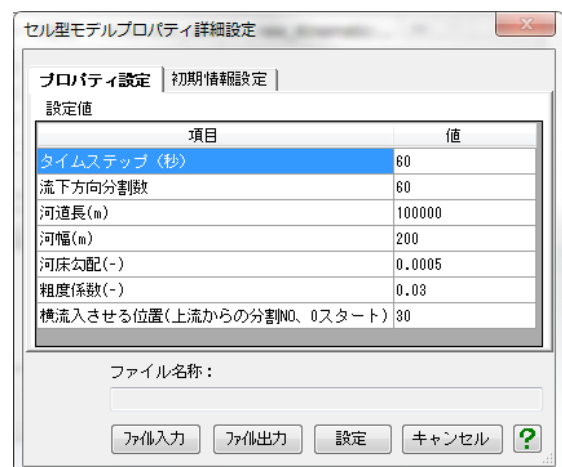 セル型モデルプロパティ詳細設定
プロパティ設定 初期情報設定
設定値
項目 値
タイムステップ（秒） 60
流下方向分割数 60
河道長(m) 100000
河幅(m) 200
河床勾配(-) 0.0005
粗度係数(-) 0.03
横流入させる位置(上流からの分割NO、0スタート) 30
ファイル名称：
ファイル入力 ファイル出力 設定 キャンセル ?